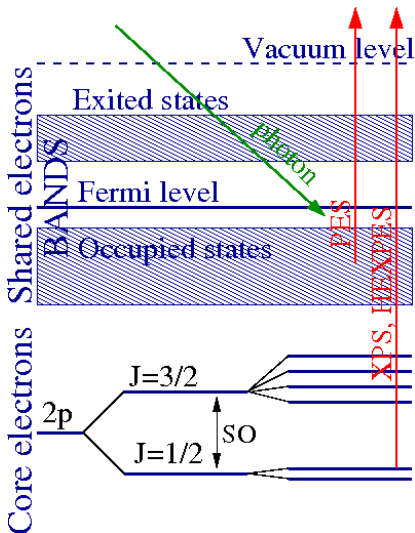 Vacuum level
Exited states
photon
Shared electrons
BANDS
Fermi level
PES
Occupied states
XPS, HEXPES
Core electrons
J=3/2
2p
SO
J=1/2